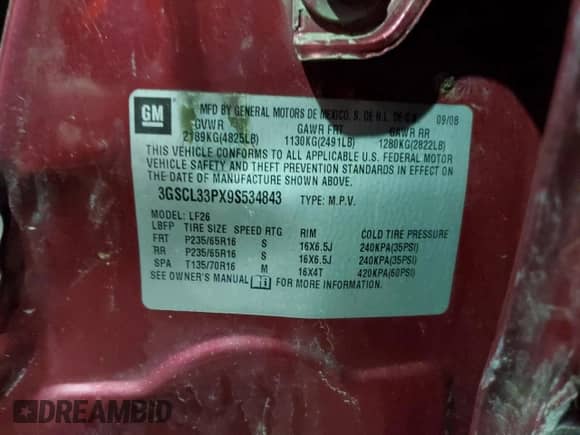 GM
MFD BY GENERAL MOTORS DE MEXICO, S. DE R.L. DE C.V. 09/08
GVWR GAWR FRT GAWR RR
2189KG(4825LB) 1130KG(2491LB) 1280KG(2822LB)
THIS VEHICLE CONFORMS TO ALL APPLICABLE U.S. FEDERAL MOTOR
VEHICLE SAFETY AND THEFT PREVENTION STANDARDS IN EFFECT ON
THE DATE OF MANUFACTURE SHOWN ABOVE.
3GSCL33PX9S534843 TYPE: M.P.V.
MODEL: LF26
LBFP TIRE SIZE SPEED RTG RIM COLD TIRE PRESSURE
FRT P235/65R16 S 16X6.5J 240KPA(35PSI)
RR P235/65R16 S 16X6.5J 240KPA(35PSI)
SPA T135/70R16 M 16X4T 420KPA(60PSI)
SEE OWNER'S MANUAL FOR MORE INFORMATION.
DREAMBID